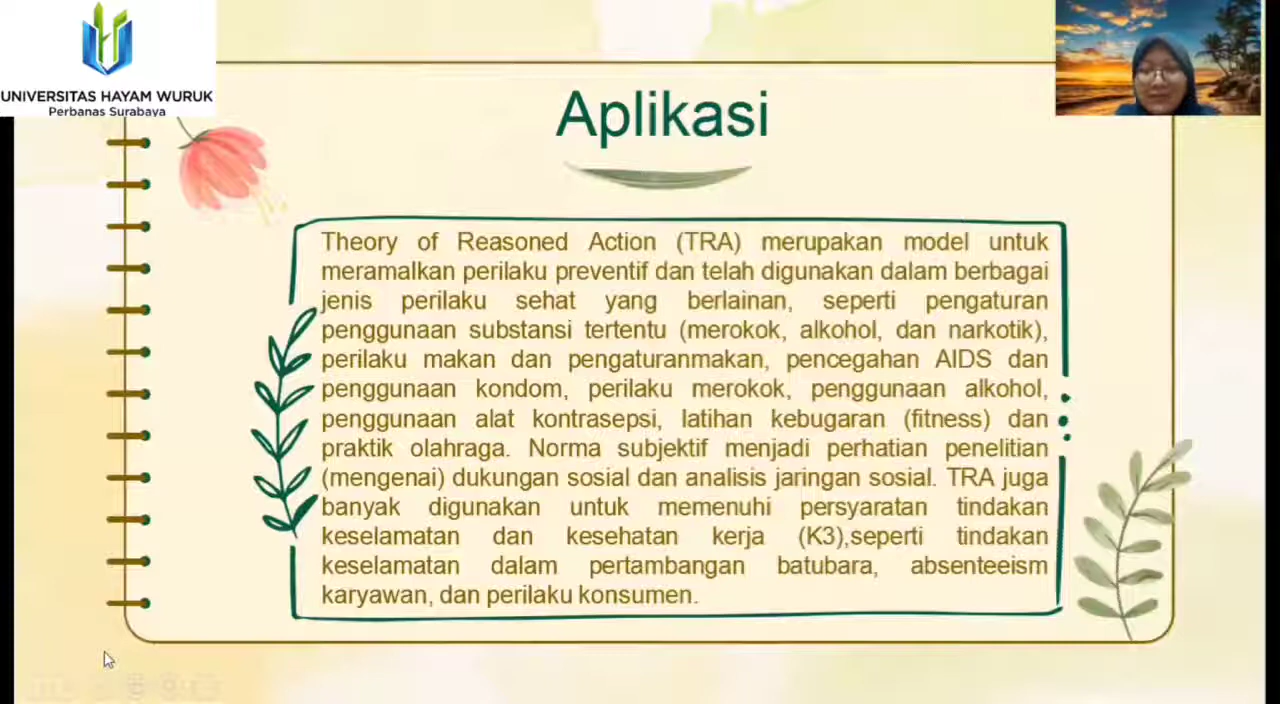 UNIVERSITAS HAYAM WURUK
Perbanas Surabaya
Aplikasi
Theory of Reasoned Action (TRA) merupakan model untuk
meramalkan perilaku preventif dan telah digunakan dalam berbagai
jenis perilaku sehat yang berlainan, seperti pengaturan
penggunaan substansi tertentu (merokok, alkohol, dan narkotik),
perilaku makan dan pengaturanmakan, pencegahan AIDS dan
penggunaan kondom, perilaku merokok, penggunaan alkohol,
penggunaan alat kontrasepsi, latihan kebugaran (fitness) dan
praktik olahraga. Norma subjektif menjadi perhatian penelitian
(mengenai) dukungan sosial dan analisis jaringan sosial. TRA juga
banyak digunakan untuk memenuhi persyaratan tindakan
keselamatan dan kesehatan kerja (K3),seperti tindakan
keselamatan dalam pertambangan batubara, absenteeism
karyawan, dan perilaku konsumen.